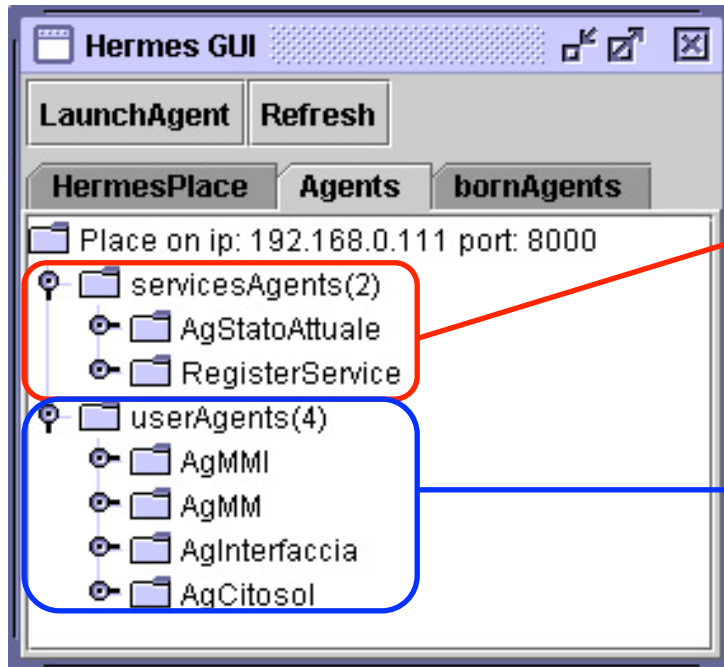 Hermes GUI
LaunchAgent Refresh
HermesPlace Agents bornAgents
Place on ip: 192.168.0.111 port: 8000
servicesAgents(2)
AgStatoAttuale
RegisterService
userAgents(4)
AgMMI
AgMM
AgInterfaccia
AgCitosol